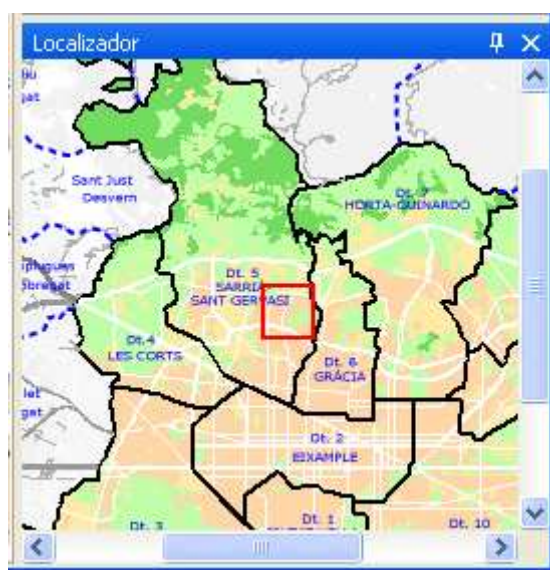 Localizador
Sant Just
Desvern
Dt. 7
HORTA-GUINARDÓ
Dt. 5
SARRIÀ
SANT GERVASI
Dt.4
LES CORTS
Dt. 6
GRÀCIA
Dt. 2
EIXAMPLE
Dt. 3
Dt. 1
Dt. 10